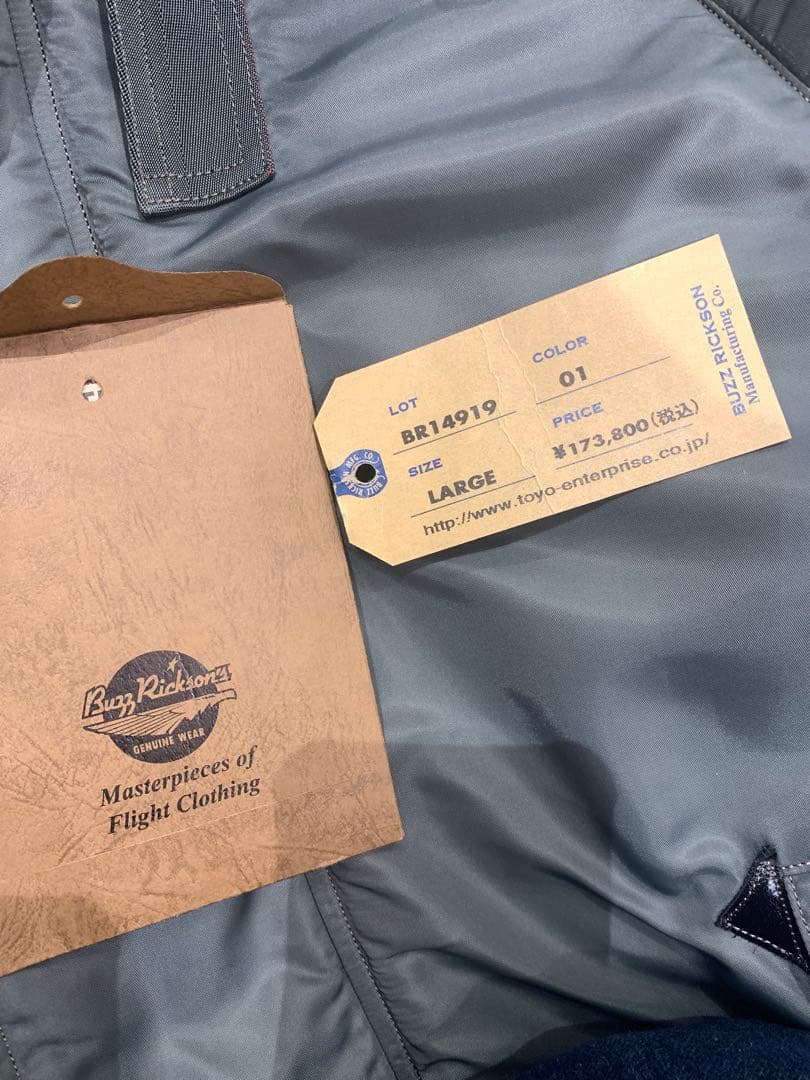 LOT
BR14919
COLOR
01
SIZE
LARGE
PRICE
¥173,800(税込)
http://www.toyo-enterprise.co.jp/
BUZZ RICKSON
Manufacturing Co.
Buzz Rickson's
GENUINE WEAR
Masterpieces of
Flight Clothing